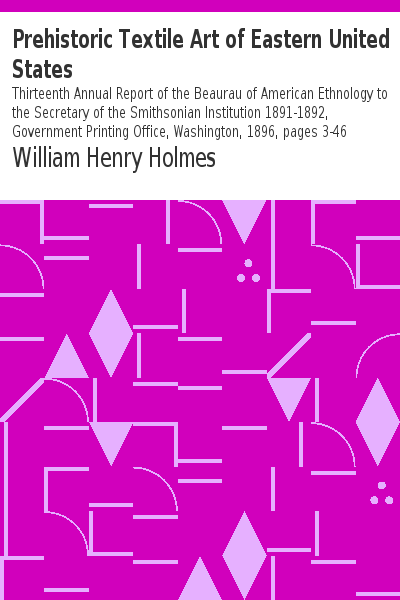 Prehistoric Textile Art of Eastern United
States
Thirteenth Annual Report of the Beaurau of American Ethnology to
the Secretary of the Smithsonian Institution 1891-1892,
Government Printing Office, Washington, 1896, pages 3-46
William Henry Holmes